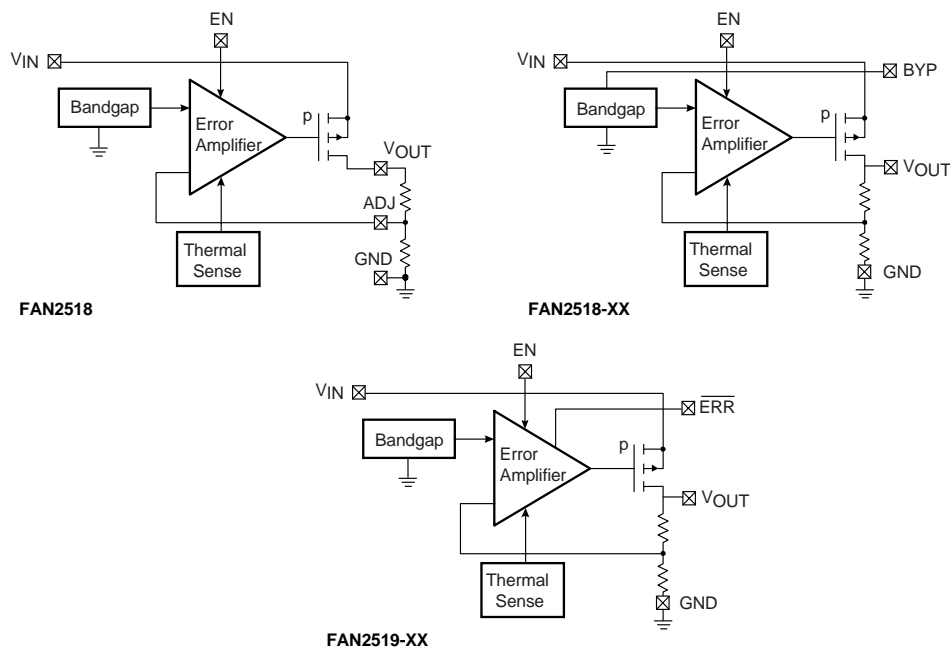 EN
VIN
Bandgap
p
Error
Amplifier
VOUT
ADJ
Thermal
Sense
GND
FAN2518
EN
VIN
BYP
Bandgap
p
Error
Amplifier
VOUT
Thermal
Sense
GND
FAN2518-XX
EN
VIN
ERR
Bandgap
p
Error
Amplifier
VOUT
Thermal
Sense
GND
FAN2519-XX